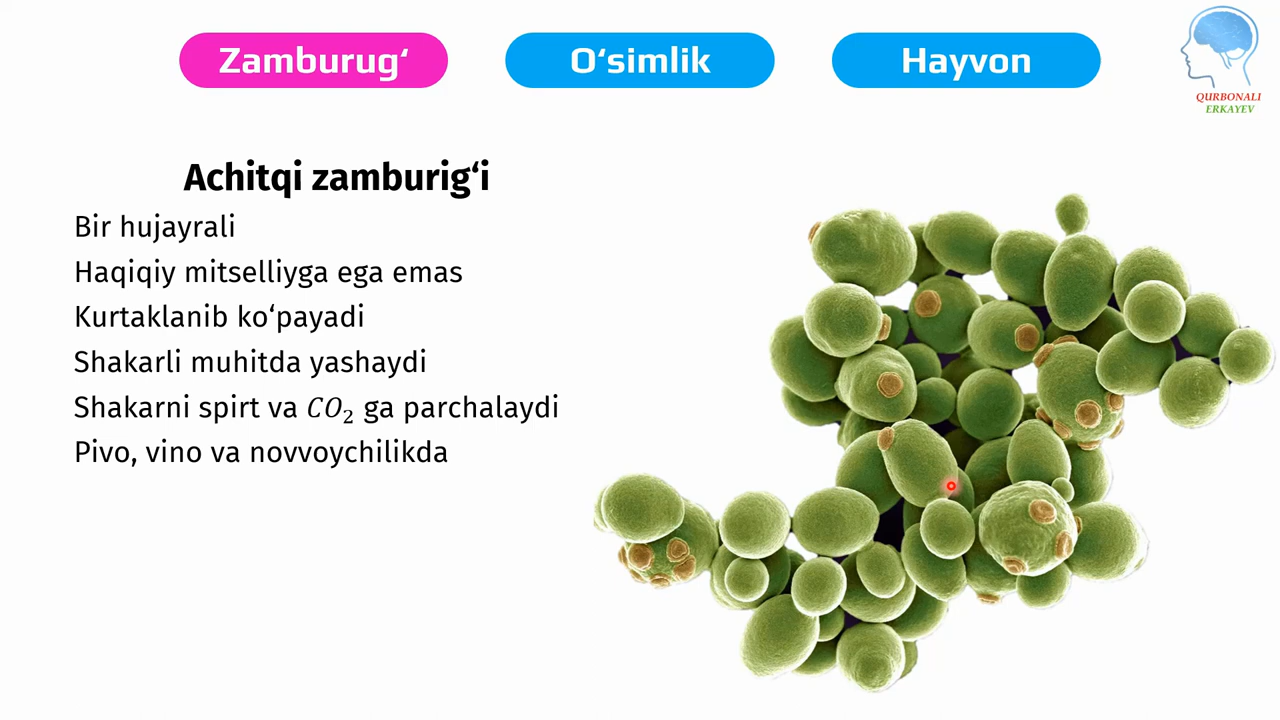 Zamburug‘
O‘simlik
Hayvon
QURBONALI
ERKAYEV
Achitqi zamburig‘i
Bir hujayrali
Haqiqiy mitselliyga ega emas
Kurtaklanib ko‘payadi
Shakarli muhitda yashaydi
Shakarni spirt va CO₂ ga parchalaydi
Pivo, vino va novvoychilikda